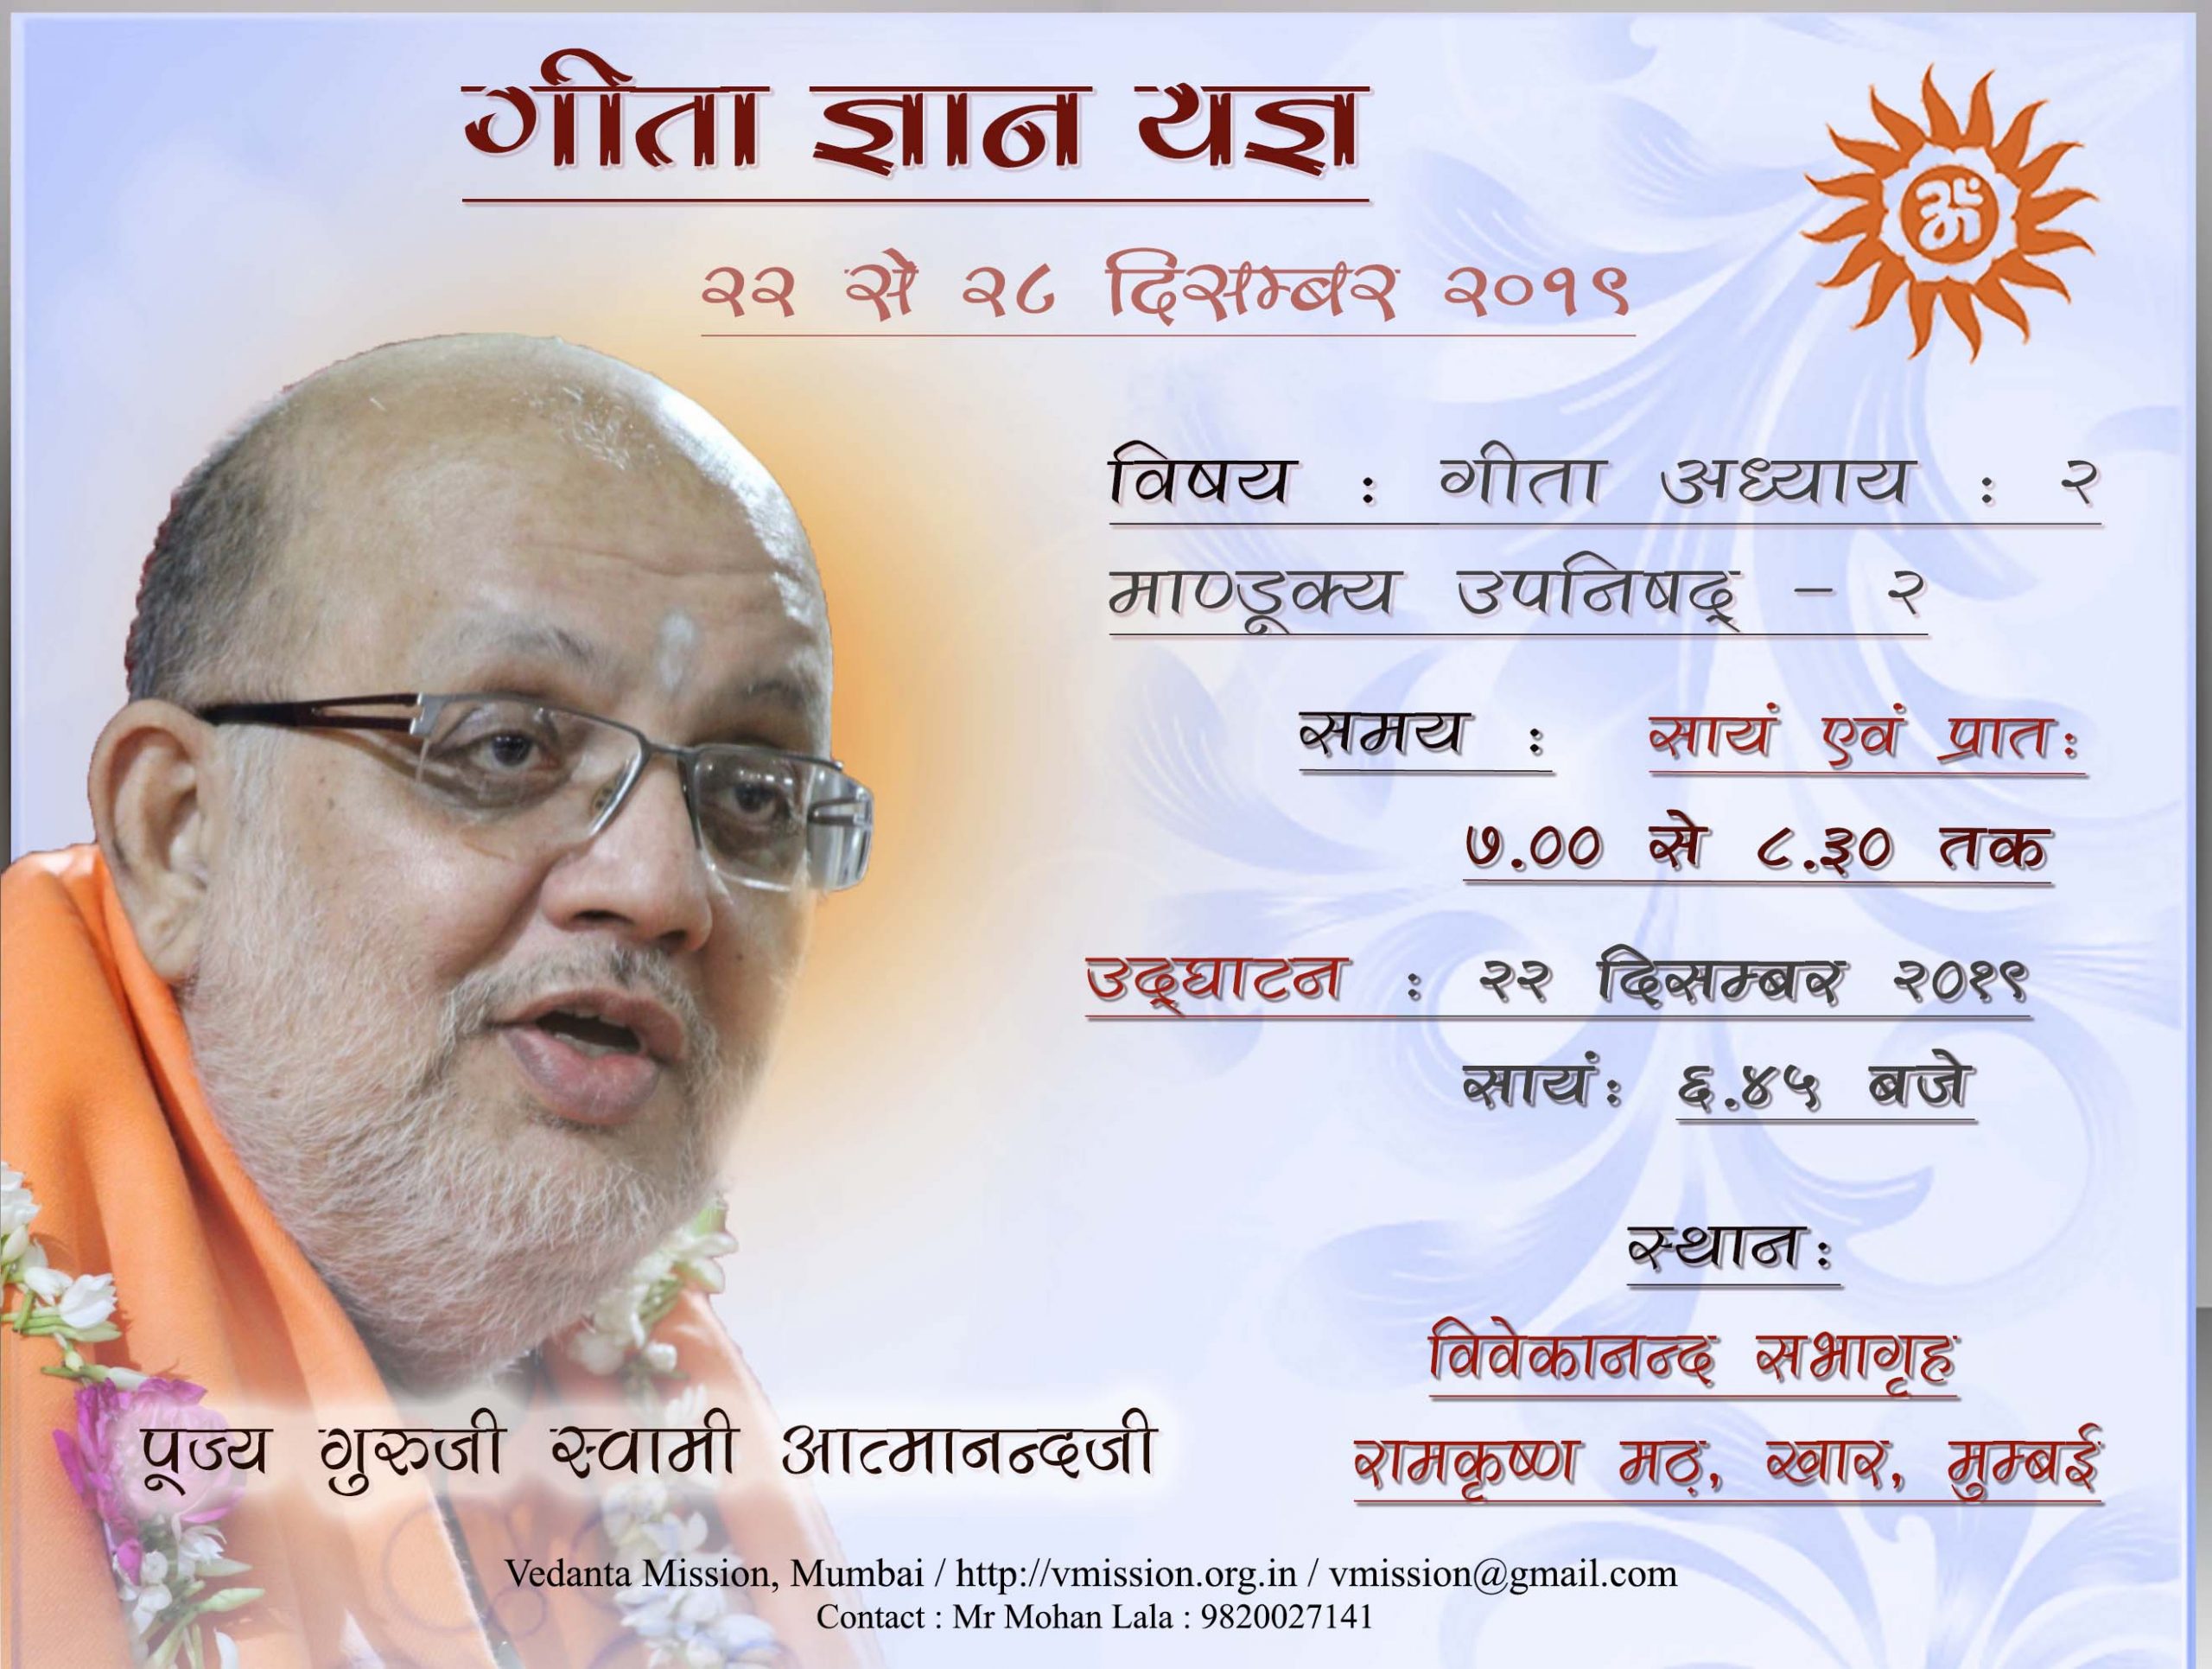 गीता ज्ञान यज्ञ
२२ से २८ दिसम्बर २०१९
ॐ
विषय : गीता अध्याय : २
माण्डूक्य उपनिषद् - २
समय : सायं एवं प्रातः
७.०० से ८.३० तक
उद्घाटन : २२ दिसम्बर २०१९
सायंः ६.४५ बजे
स्थानः
विवेकानन्द सभागृह
रामकृष्ण मठ, खार, मुम्बई
पूज्य गुरुजी स्वामी आत्मानन्दजी
Vedanta Mission, Mumbai / http://vmission.org.in / vmission@gmail.com
Contact : Mr Mohan Lala : 9820027141